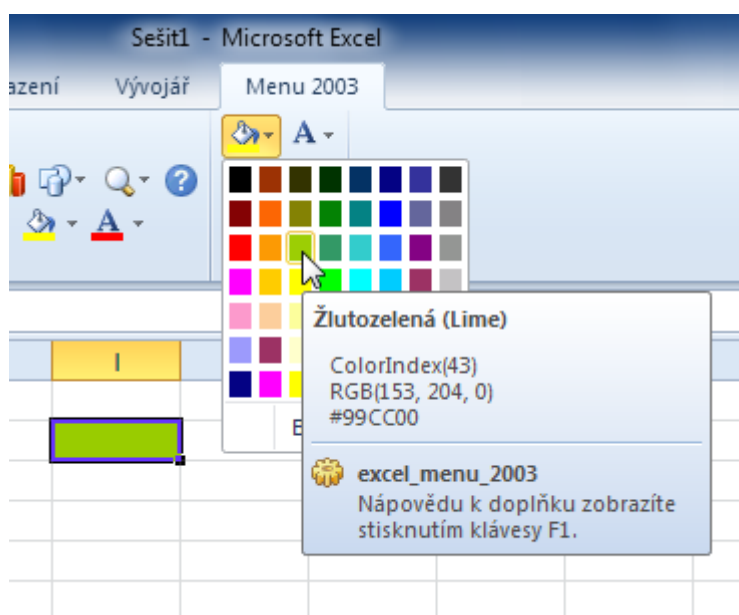 Sešit1 - Microsoft Excel
azení Vývojář Menu 2003
A
A
Žlutozelená (Lime)
I
ColorIndex(43)
RGB(153, 204, 0)
#99CC00
excel_menu_2003
Nápovědu k doplňku zobrazíte
stisknutím klávesy F1.